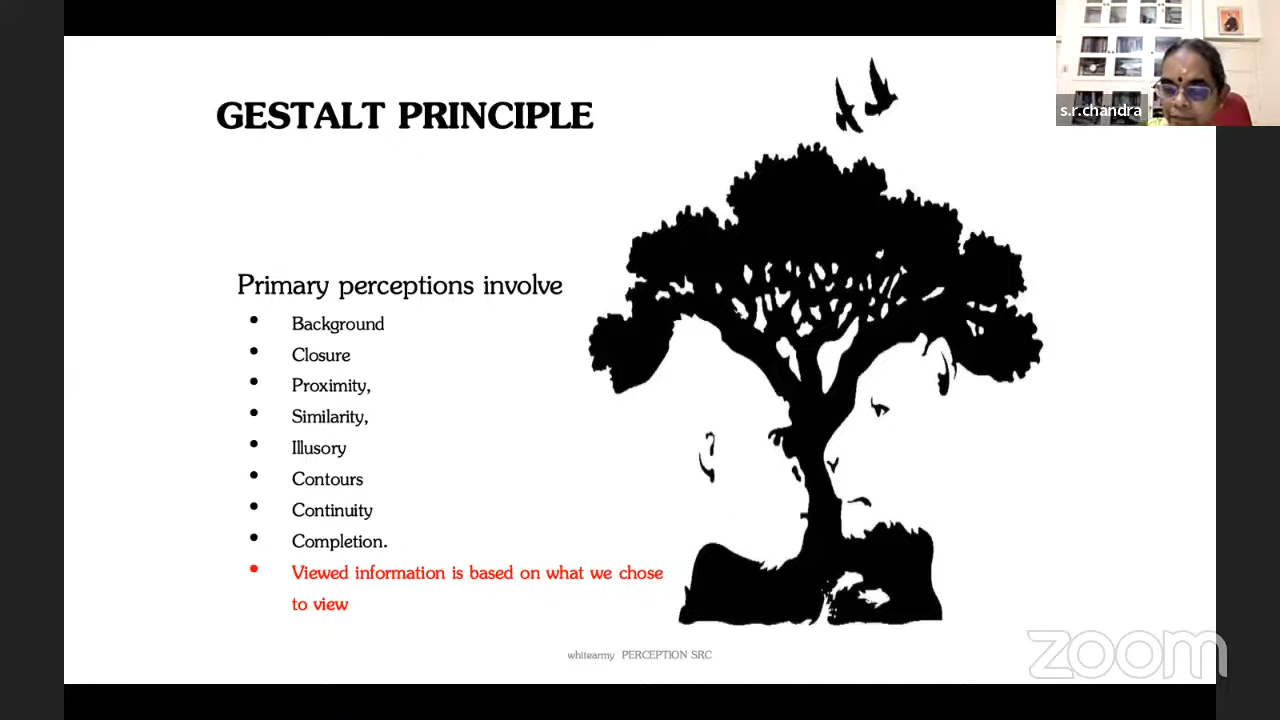 GESTALT PRINCIPLE
s.r.chandra
Primary perceptions involve
• Background
• Closure
• Proximity,
• Similarity,
• Illusory
• Contours
• Continuity
• Completion.
• Viewed information is based on what we chose
to view
whitearmy PERCEPTION SRC
zoom